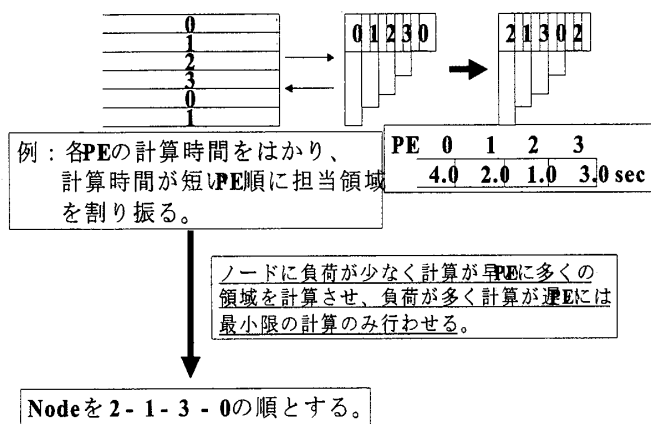 0
1
2
3
0
1
0 1 2 3 0
2 1 3 0 2
PE 0 1 2 3
4.0 2.0 1.0 3.0 sec
例：各PEの計算時間をはかり、
計算時間が短いPE順に担当領域
を割り振る。
ノードに負荷が少なく計算が早いPEに多くの
領域を計算させ、負荷が多く計算が遅いPEには
最小限の計算のみ行わせる。
Nodeを2-1-3-0の順とする。